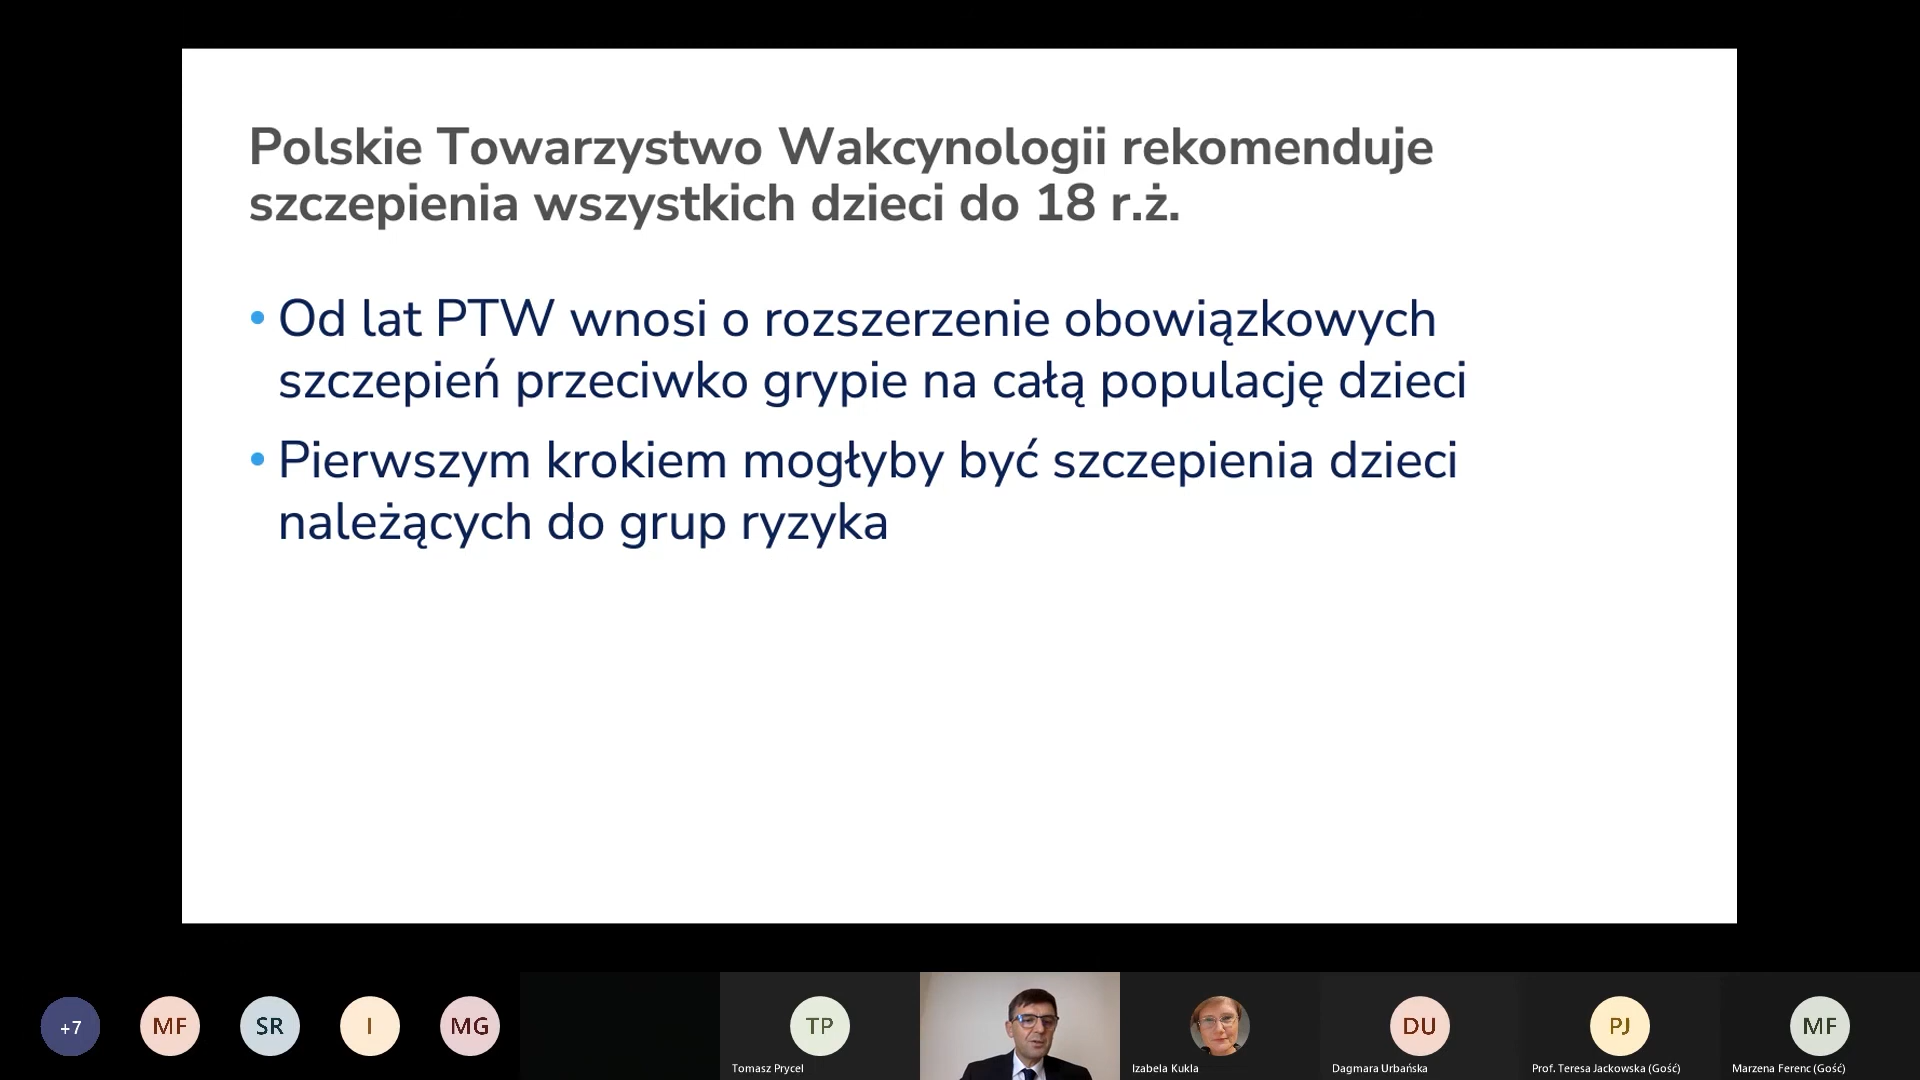 Polskie Towarzystwo Wakcynologii rekomenduje
szczepienia wszystkich dzieci do 18 r.ż.
• Od lat PTW wnosi o rozszerzenie obowiązkowych
szczepień przeciwko grypie na całą populację dzieci
• Pierwszym krokiem mogłyby być szczepienia dzieci
należących do grup ryzyka
+7
MF
SR
I
MG
TP
Tomasz Prycel
Izabela Kukla
DU
Dagmara Urbańska
PJ
Prof. Teresa Jackowska (Gość)
MF
Marzena Ferenc (Gość)